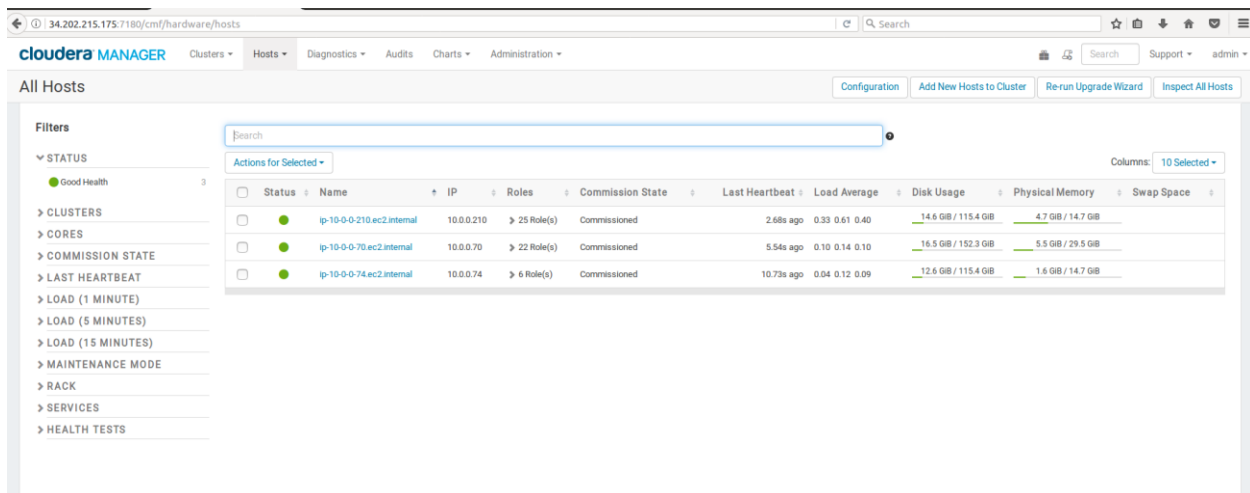 34.202.215.175:7180/cmf/hardware/hosts Search
cloudera MANAGER Clusters Hosts Diagnostics Audits Charts Administration Search Support admin
All Hosts Configuration Add New Hosts to Cluster Re-run Upgrade Wizard Inspect All Hosts
Filters
Search
STATUS Actions for Selected Columns: 10 Selected
Good Health 3
Status Name IP Roles Commission State Last Heartbeat Load Average Disk Usage Physical Memory Swap Space
ip-10-0-0-210.ec2.internal 10.0.0.210 25 Role(s) Commissioned 2.68s ago 0.33 0.61 0.40 14.6 GiB / 115.4 GiB 4.7 GiB / 14.7 GiB
ip-10-0-0-70.ec2.internal 10.0.0.70 22 Role(s) Commissioned 5.54s ago 0.10 0.14 0.10 16.5 GiB / 152.3 GiB 5.5 GiB / 29.5 GiB
ip-10-0-0-74.ec2.internal 10.0.0.74 6 Role(s) Commissioned 10.73s ago 0.04 0.12 0.09 12.6 GiB / 115.4 GiB 1.6 GiB / 14.7 GiB
CLUSTERS
CORES
COMMISSION STATE
LAST HEARTBEAT
LOAD (1 MINUTE)
LOAD (5 MINUTES)
LOAD (15 MINUTES)
MAINTENANCE MODE
RACK
SERVICES
HEALTH TESTS